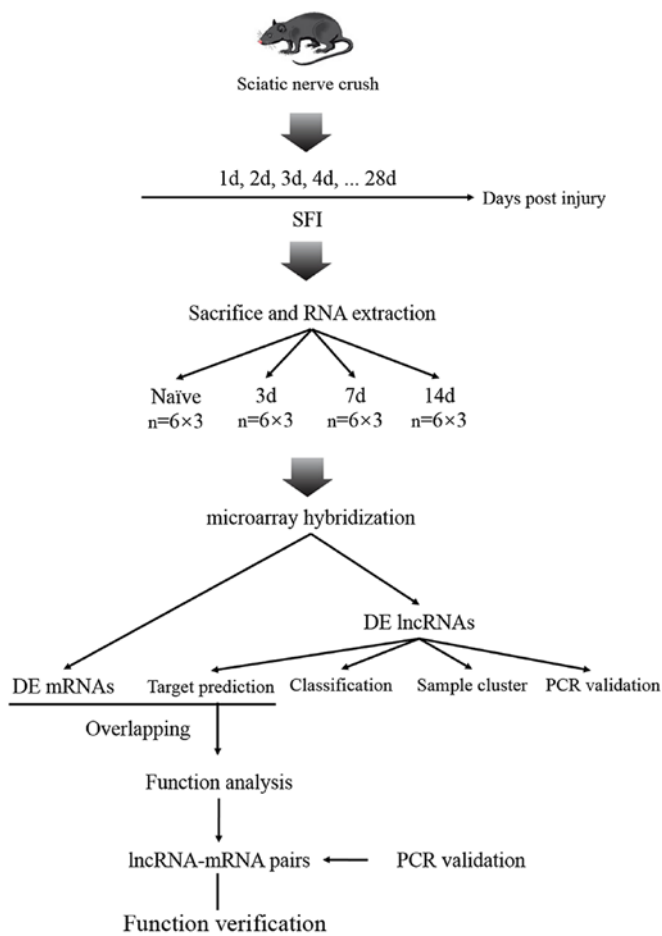 Sciatic nerve crush
1d, 2d, 3d, 4d, ... 28d
Days post injury
SFI
Sacrifice and RNA extraction
Naïve 3d 7d 14d
n=6×3 n=6×3 n=6×3 n=6×3
microarray hybridization
DE lncRNAs
DE mRNAs Target prediction Classification Sample cluster PCR validation
Overlapping
Function analysis
lncRNA-mRNA pairs PCR validation
Function verification